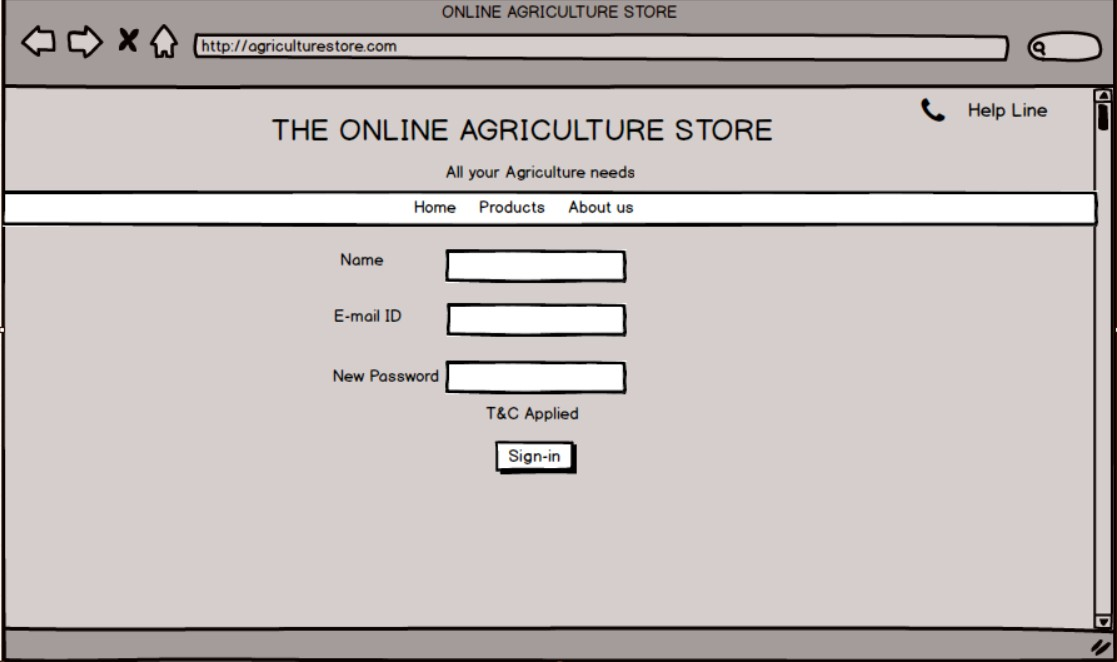 ONLINE AGRICULTURE STORE
http://agriculturestore.com
Help Line
THE ONLINE AGRICULTURE STORE
All your Agriculture needs
Home Products About us
Name
E-mail ID
New Password
T&C Applied
Sign-in